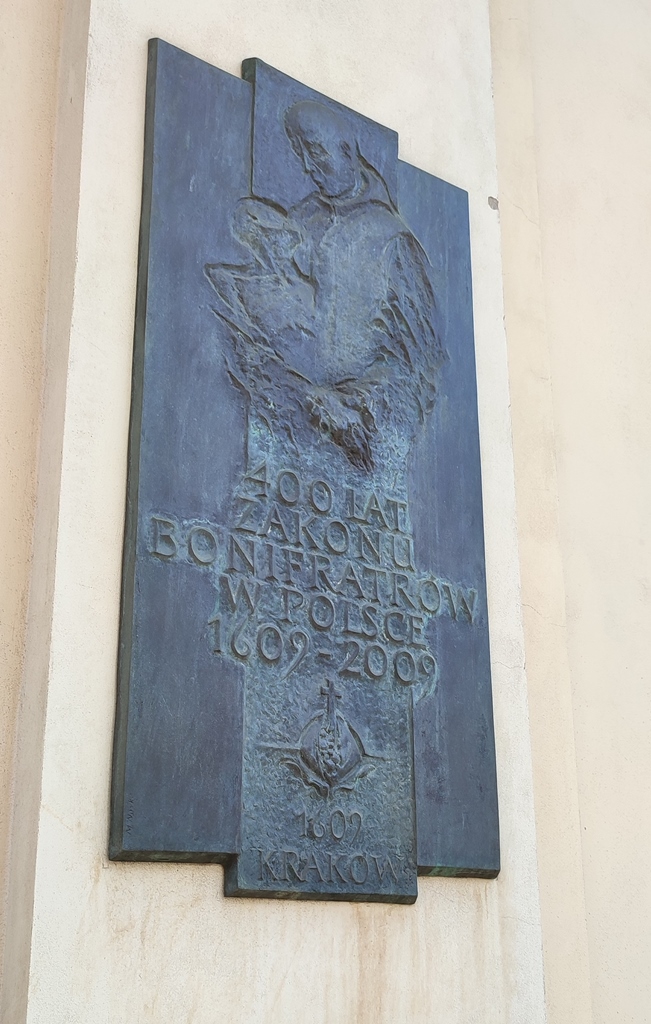 400 LAT
ZAKONU
BONIFRATRÓW
W POLSCE
1609-2009
1609
KRAKÓW